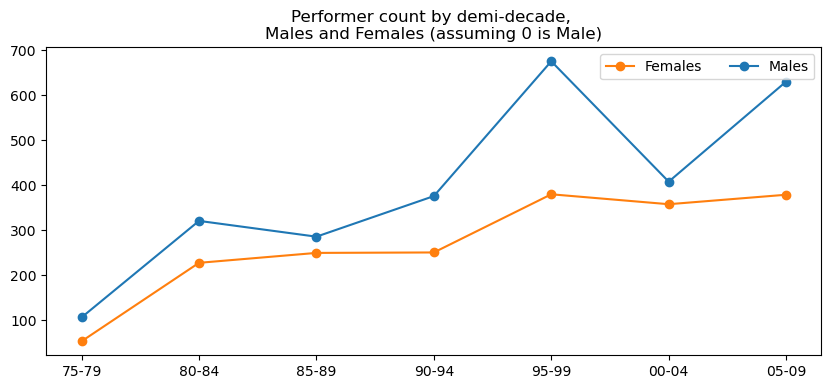 Performer count by demi-decade,
Males and Females (assuming 0 is Male)
Females Males
700
600
500
400
300
200
100
75-79 80-84 85-89 90-94 95-99 00-04 05-09